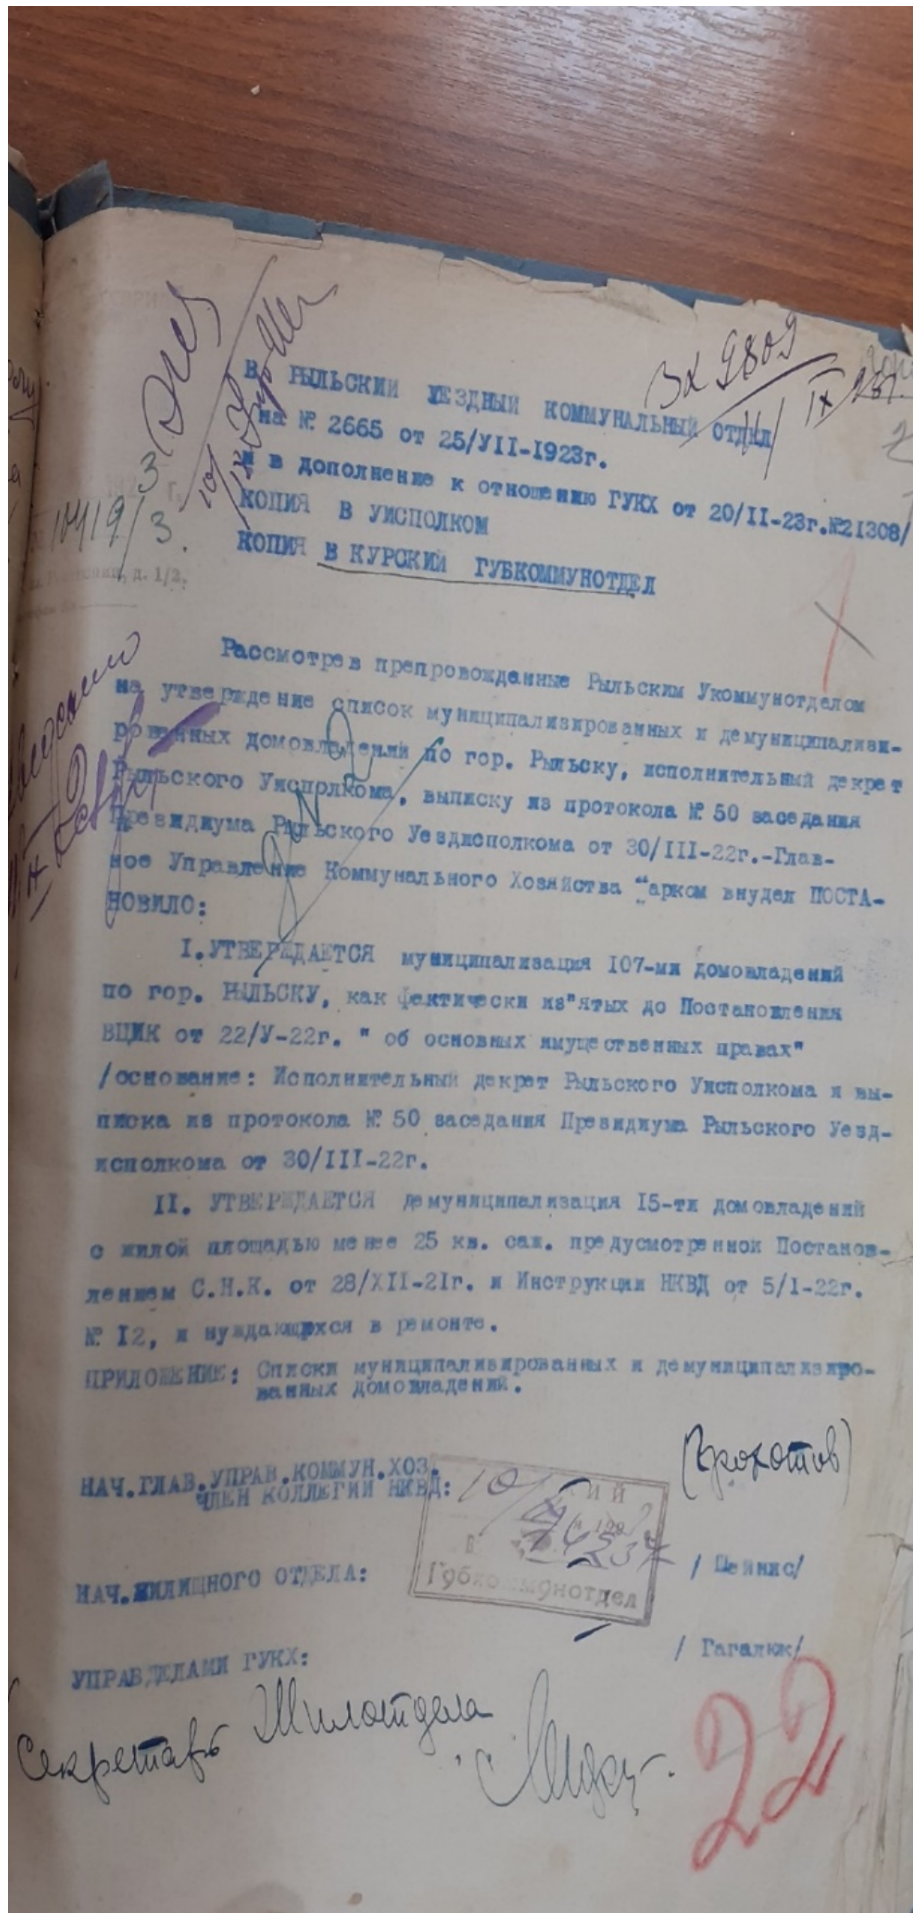 В РЫЛЬСКИЙ УЕЗДНЫЙ КОММУНАЛЬНЫЙ ОТДЕЛ
на № 2665 от 25/УII-1923г.
и в дополнение к отношению ГУКХ от 20/II-23г.№21308/
КОПИЯ В УИСПОЛКОМ
КОПИЯ В КУРСКИЙ ГУБКОММУНОТДЕЛ
д. 1/2.
Рассмотрев препровожденные Рыльским Укоммунотделом
на утверждение список муниципализированных и демуниципализи-
рованных домовладений по гор. Рыльску, исполнительный декрет
Рыльского Уисполкома, выписку из протокола № 50 заседания
Президиума Рыльского Уездисполкома от 30/III-22г.-Глав-
ное Управление Коммунального Хозяйства "арком внудел ПОСТА-
НОВИЛО:
I.УТВЕРЖДАЕТСЯ муниципализация 107-ми домовладений
по гор. РЫЛЬСКУ, как фактически из"ятых до Постановления
ВЦИК от 22/У-22г. " об основных имущественных правах"
/основание: Исполнительный декрет Рыльского Уисполкома и вы-
писка из протокола № 50 заседания Президиума Рыльского Уезд-
исполкома от 30/III-22г.
II. УТВЕРЖДАЕТСЯ демуниципализация 15-ти домовладений
с жилой площадью менее 25 кв. саж. предусмотренной Постанов-
лением С.Н.К. от 28/XII-21г. и Инструкции НКВД от 5/I-22г.
№ 12, и нуждающихся в ремонте.
ПРИЛОЖЕНИЕ: Списки муниципализированных и демуниципализиро-
ванных домовладений.
НАЧ.ГЛАВ.УПРАВ.КОММУН.ХОЗ.
ЧЛЕН КОЛЛЕГИИ НКВД:
Губкоммунотдел
НАЧ.ЖИЛИЩНОГО ОТДЕЛА: / Шейнис/
УПРАВДЕЛАМИ ГУКХ: / Гагалюк/
Секретарь Жилотдела
22